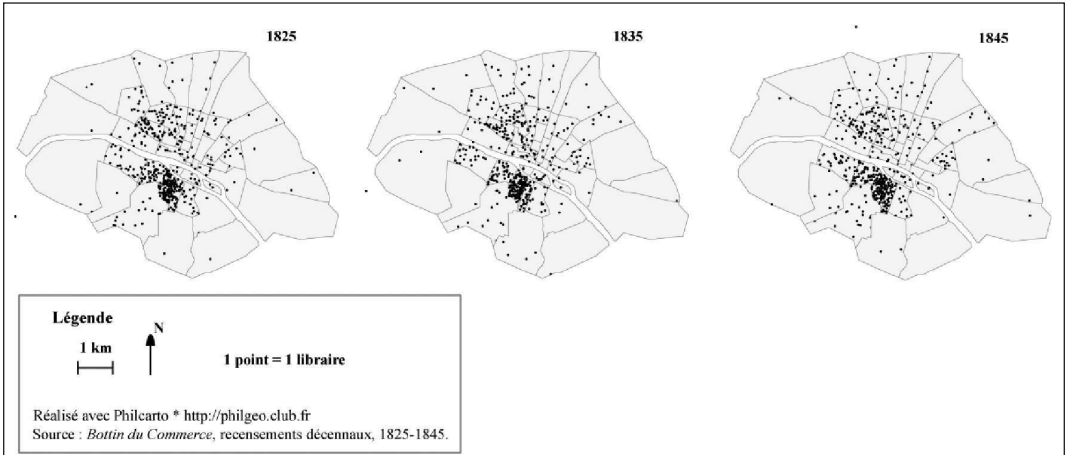 1825
1835
1845
Légende
N
1 km
1 point = 1 libraire
Réalisé avec Philcarto * http://philgeo.club.fr
Source : Bottin du Commerce, recensements décennaux, 1825-1845.